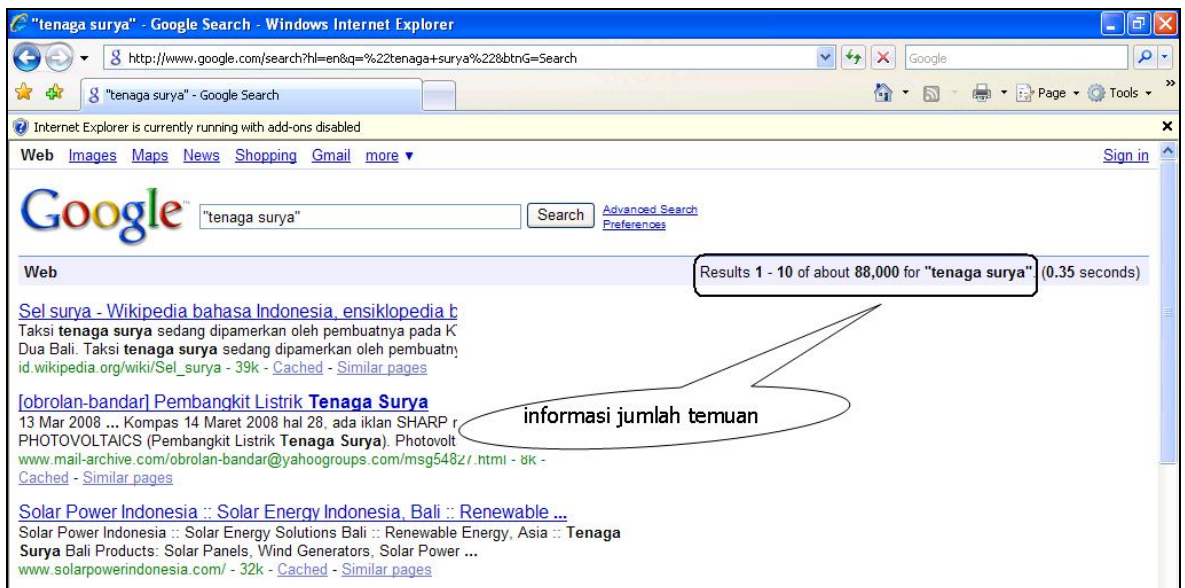 "tenaga surya" - Google Search - Windows Internet Explorer
http://www.google.com/search?hl=en&q=%22tenaga+surya%22&btnG=Search
Google
"tenaga surya" - Google Search
Page Tools
Internet Explorer is currently running with add-ons disabled
Web Images Maps News Shopping Gmail more ▼ Sign in
Google™ "tenaga surya" Search Advanced Search
Preferences
Web Results 1 - 10 of about 88,000 for "tenaga surya". (0.35 seconds)
Sel surya - Wikipedia bahasa Indonesia, ensiklopedia b
Taksi tenaga surya sedang dipamerkan oleh pembuatnya pada K
Dua Bali. Taksi tenaga surya sedang dipamerkan oleh pembuatny
id.wikipedia.org/wiki/Sel_surya - 39k - Cached - Similar pages
[obrolan-bandar] Pembangkit Listrik Tenaga Surya
13 Mar 2008 ... Kompas 14 Maret 2008 hal 28, ada iklan SHARP
PHOTOVOLTAICS (Pembangkit Listrik Tenaga Surya). Photovolt
www.mail-archive.com/obrolan-bandar@yahoogroups.com/msg54827.html - 8k -
Cached - Similar pages
informasi jumlah temuan
Solar Power Indonesia :: Solar Energy Indonesia, Bali :: Renewable ...
Solar Power Indonesia :: Solar Energy Solutions Bali :: Renewable Energy, Asia :: Tenaga
Surya Bali Products: Solar Panels, Wind Generators, Solar Power ...
www.solarpowerindonesia.com/ - 32k - Cached - Similar pages